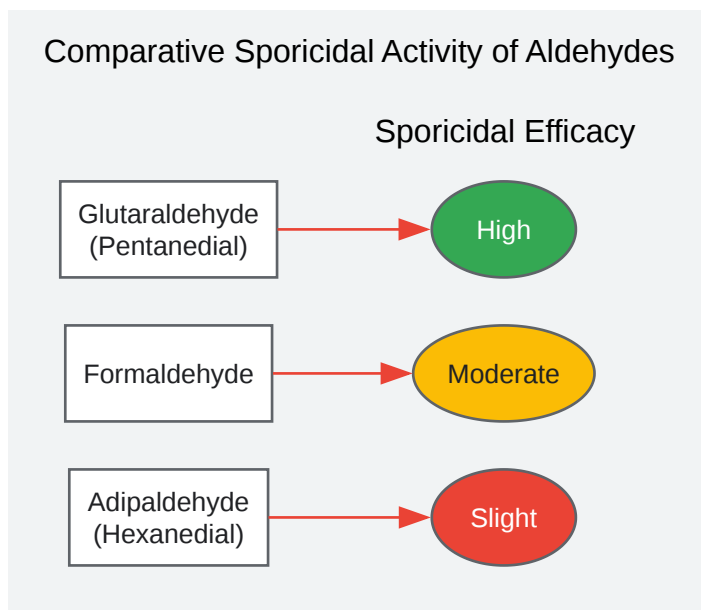 Comparative Sporicidal Activity of Aldehydes
Sporicidal Efficacy
Glutaraldehyde
(Pentanedial)
High
Formaldehyde
Moderate
Adipaldehyde
(Hexanedial)
Slight